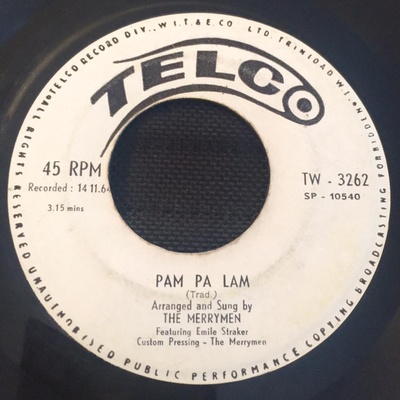 TELCO RECORD DIV., W.I.T. & E CO LTD. TRINIDAD W.I.
TELCO
45 RPM
Recorded: 14 11.64
3.15 mins
TW - 3262
SP - 10540
PAM PA LAM
(Trad.)
Arranged and Sung by
THE MERRYMEN
Featuring Emile Straker
Custom Pressing - The Merrymen
ALL RIGHTS RESERVED UNAUTHORISED PUBLIC PERFORMANCE COPYING BROADCASTING FORBIDDEN